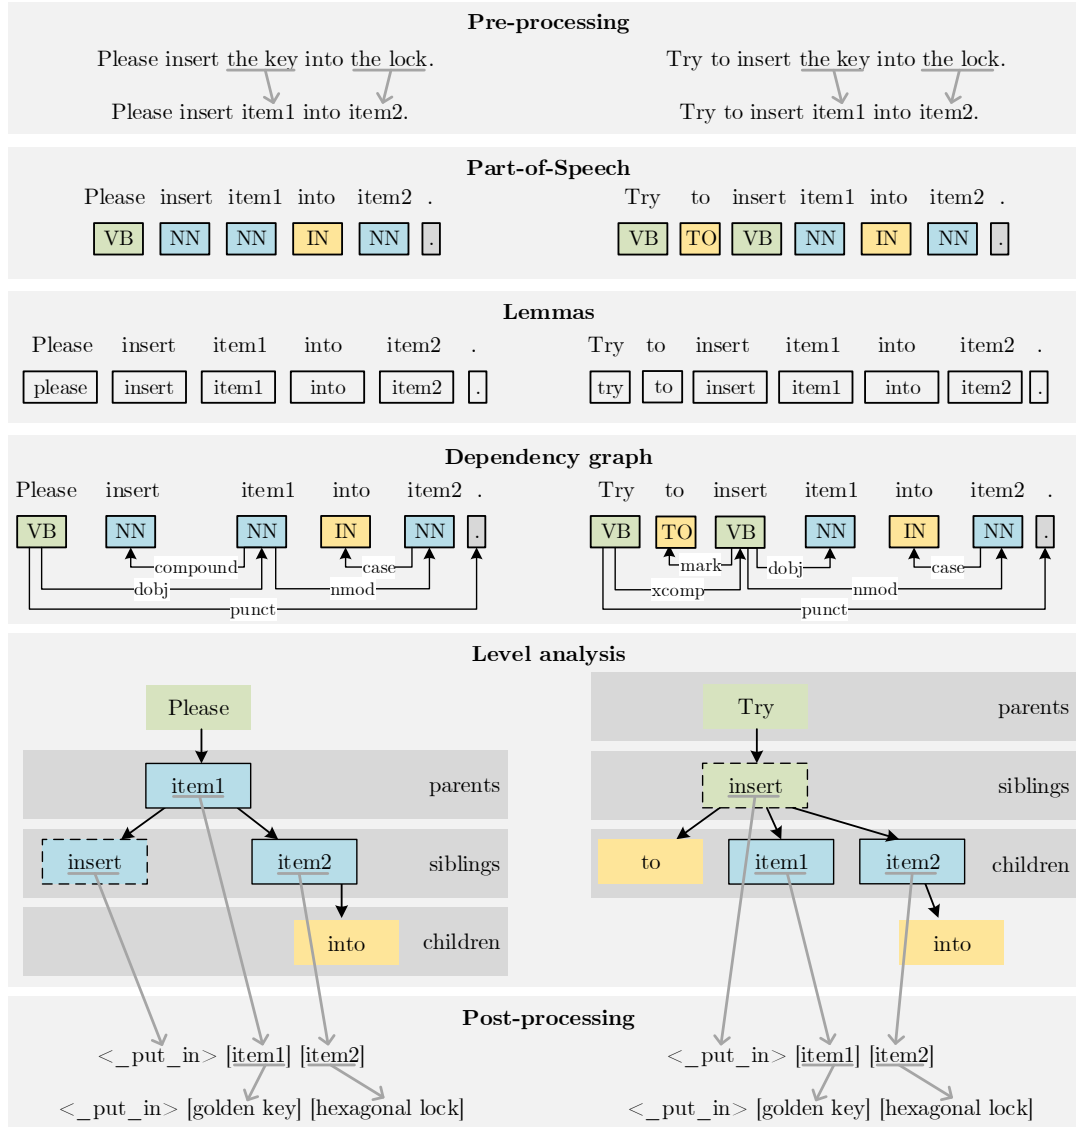 Pre-processing
Please insert the key into the lock. Try to insert the key into the lock.
Please insert item1 into item2. Try to insert item1 into item2.
Part-of-Speech
Please insert item1 into item2 . Try to insert item1 into item2 .
VB NN NN IN NN . VB TO VB NN IN NN .
Lemmas
Please insert item1 into item2 . Try to insert item1 into item2 .
please insert item1 into item2 . try to insert item1 into item2 .
Dependency graph
Please insert item1 into item2 . Try to insert item1 into item2 .
VB NN NN IN NN . VB TO VB NN IN NN .
compound case mark dobj case
dobj nmod xcomp nmod
punct punct
Level analysis
Please Try parents
item1 parents insert siblings
insert item2 siblings to item1 item2 children
into children into
Post-processing
<_put_in> [item1] [item2] <_put_in> [item1] [item2]
<_put_in> [golden key] [hexagonal lock] <_put_in> [golden key] [hexagonal lock]